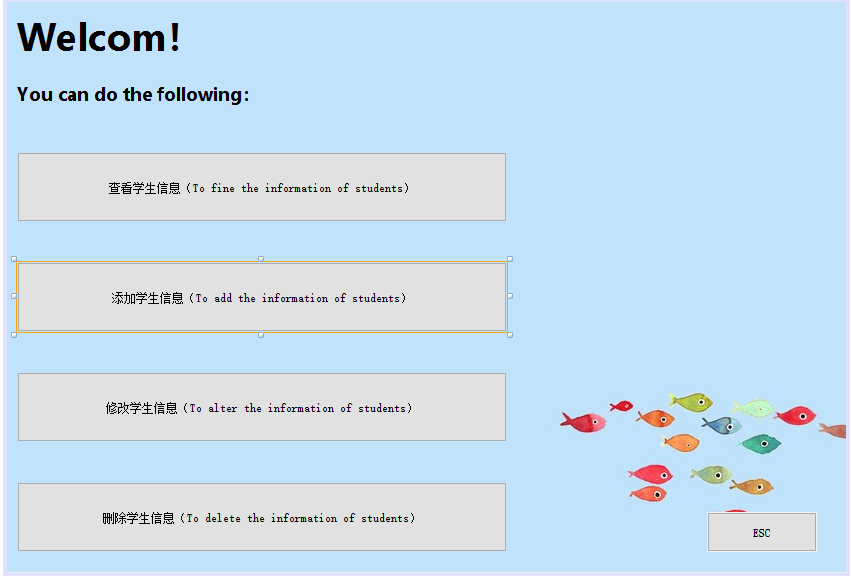 Welcom!
You can do the following:
查看学生信息（To fine the information of students）
添加学生信息（To add the information of students）
修改学生信息（To alter the information of students）
删除学生信息（To delete the information of students）
ESC